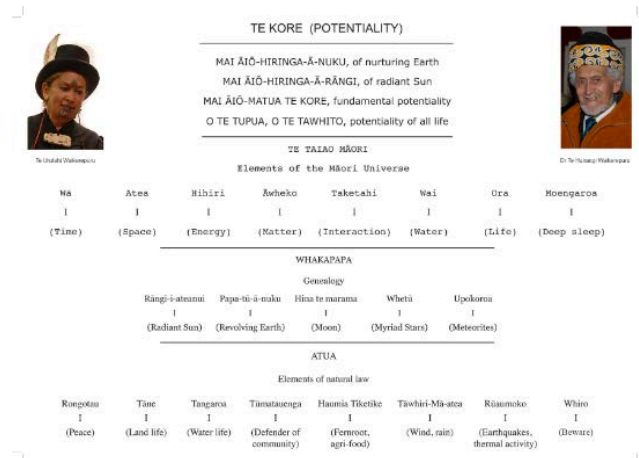 TE KORE (POTENTIALITY)
MAI ĀIŌ-HIRINGA-Ā-NUKU, of nurturing Earth
MAI ĀIŌ-HIRINGA-Ā-RĀNGI, of radiant Sun
MAI ĀIŌ-MATUA TE KORE, fundamental potentiality
O TE TUPUA, O TE TAWHITO, potentiality of all life
Te Urutahi Waikerepuru
Dr Te Huirangi Waikerepuru
TE TAIAO MĀORI
Elements of the Māori Universe
Wā Atea Hihiri Āwheko Taketahi Wai Ora Moengaroa
I I I I I I I I
(Time) (Space) (Energy) (Matter) (Interaction) (Water) (Life) (Deep sleep)
WHAKAPAPA
Genealogy
Rāngi-i-ateanui Papa-tū-ā-nuku Hina te marama Whetū Upokoroa
I I I I I
(Radiant Sun) (Revolving Earth) (Moon) (Myriad Stars) (Meteorites)
ATUA
Elements of natural law
Rongotau Tāne Tangaroa Tūmatauenga Haumia Tiketike Tāwhiri-Mā-atea Rūaumoko Whiro
I I I I I I I I
(Peace) (Land life) (Water life) (Defender of community) (Fernroot, agri-food) (Wind, rain) (Earthquakes, thermal activity) (Beware)